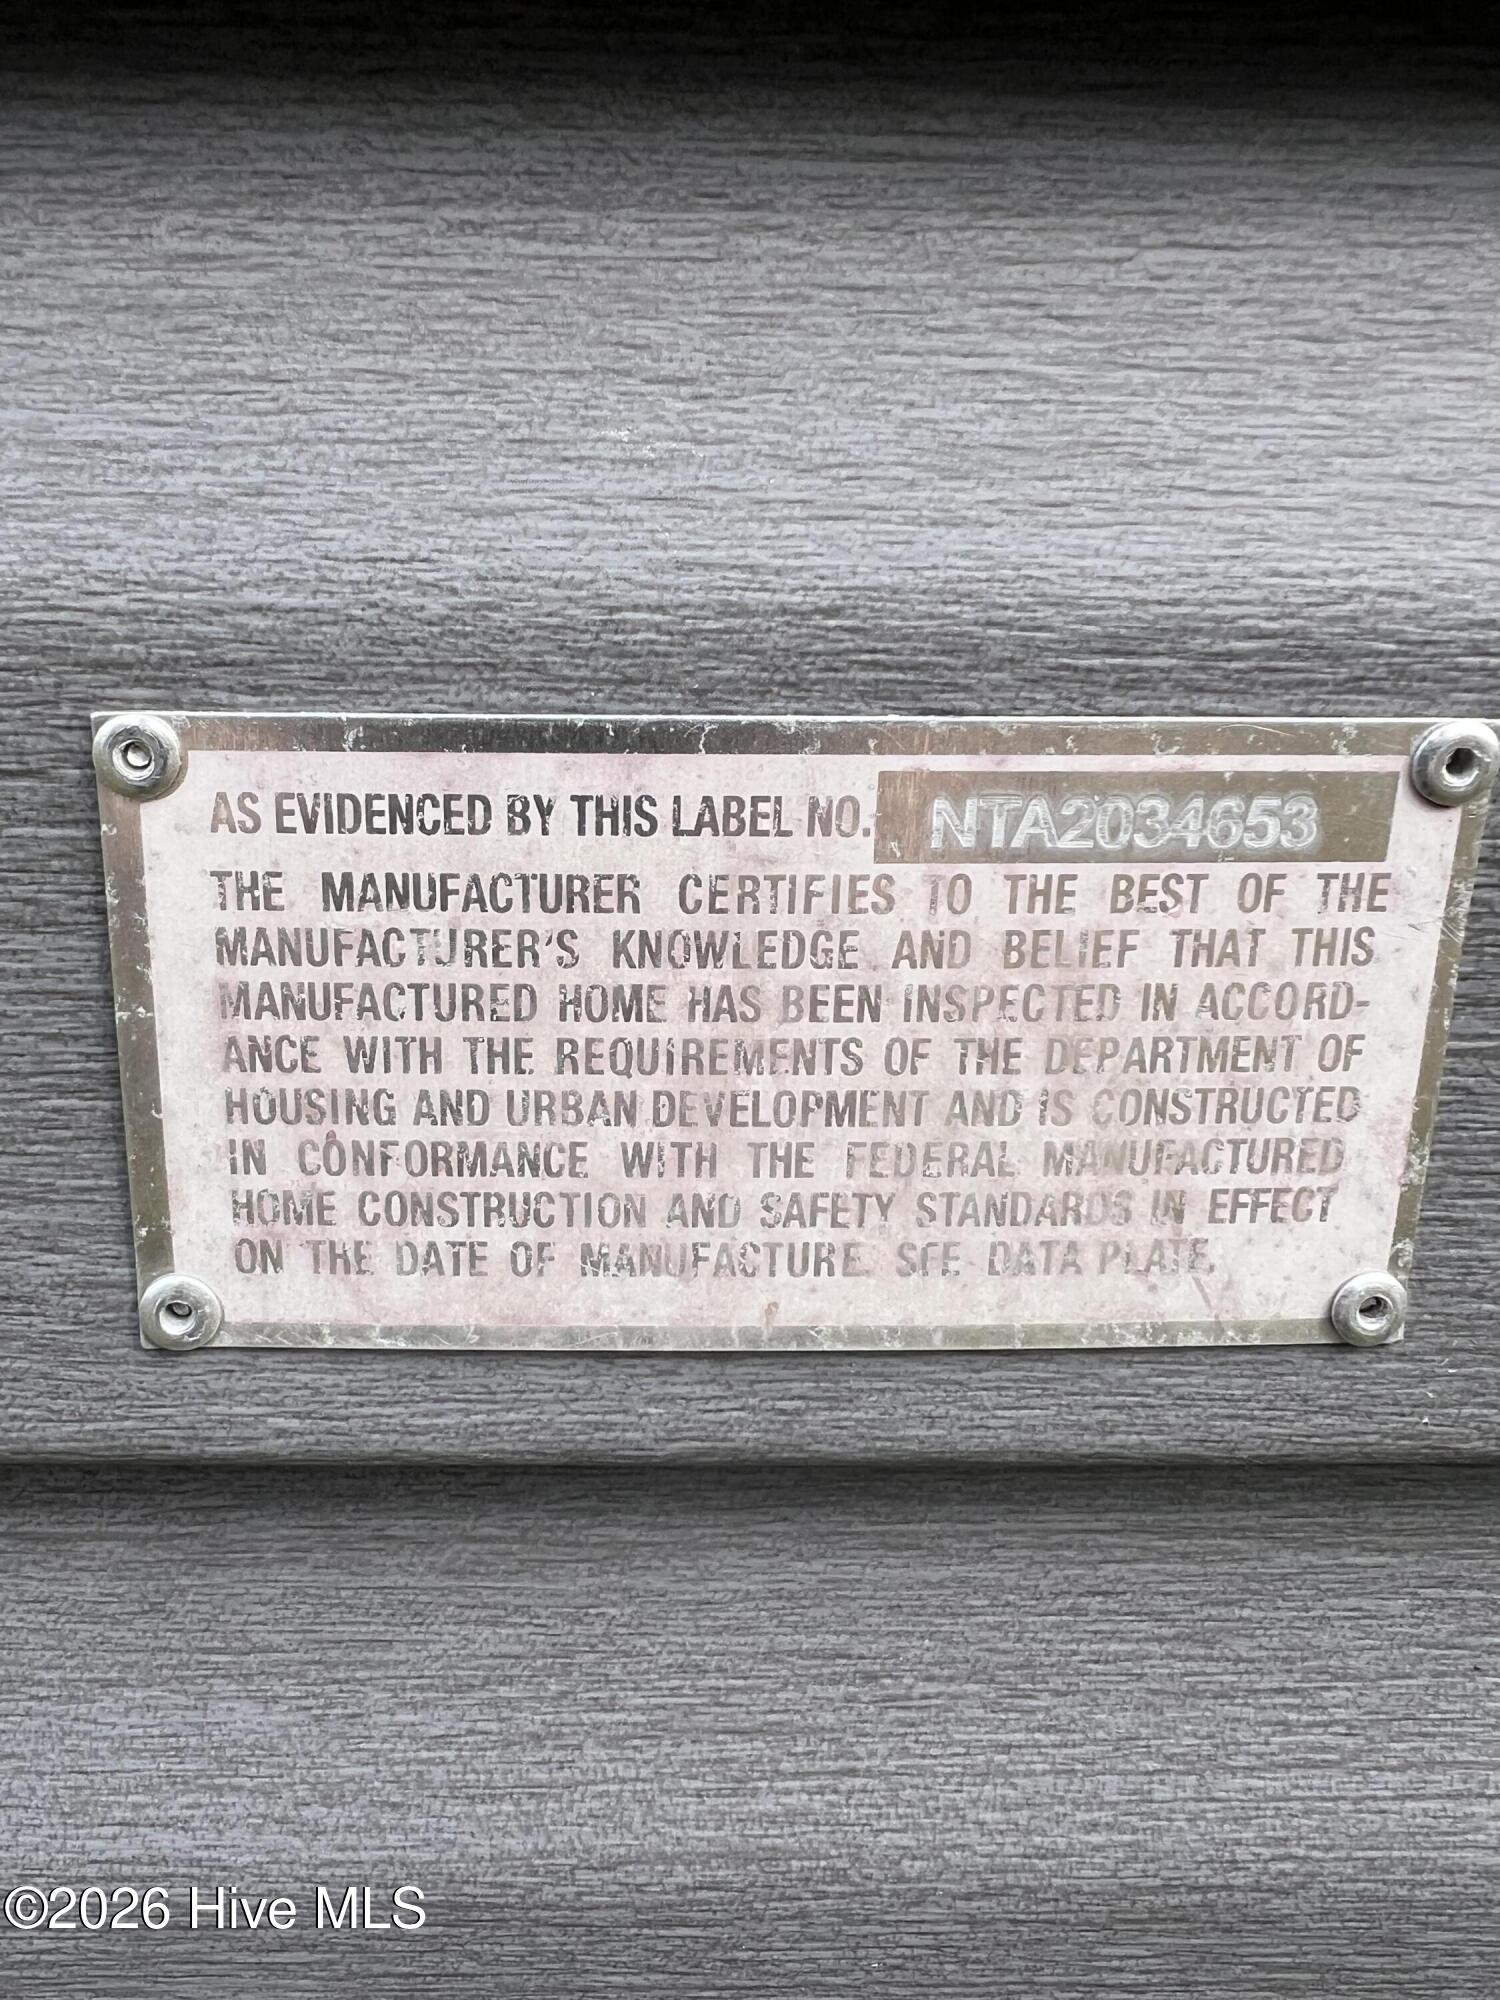 AS EVIDENCED BY THIS LABEL NO. NTA2034653
THE MANUFACTURER CERTIFIES TO THE BEST OF THE
MANUFACTURER'S KNOWLEDGE AND BELIEF THAT THIS
MANUFACTURED HOME HAS BEEN INSPECTED IN ACCORD-
ANCE WITH THE REQUIREMENTS OF THE DEPARTMENT OF
HOUSING AND URBAN DEVELOPMENT AND IS CONSTRUCTED
IN CONFORMANCE WITH THE FEDERAL MANUFACTURED
HOME CONSTRUCTION AND SAFETY STANDARDS IN EFFECT
ON THE DATE OF MANUFACTURE. SEE DATA PLATE.
©2026 Hive MLS